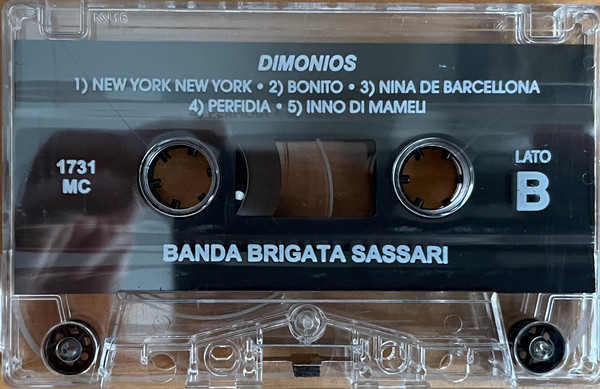 DIMONIOS
1) NEW YORK NEW YORK • 2) BONITO • 3) NINA DE BARCELLONA
4) PERFIDIA • 5) INNO DI MAMELI
1731
MC
LATO
B
BANDA BRIGATA SASSARI